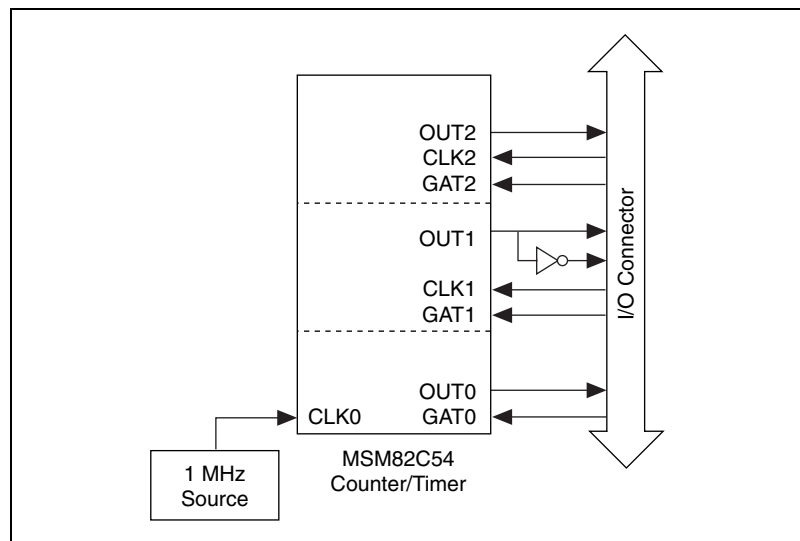 OUT2
CLK2
GAT2
OUT1
CLK1
GAT1
OUT0
CLK0 GAT0
MSM82C54
Counter/Timer
1 MHz
Source
I/O Connector